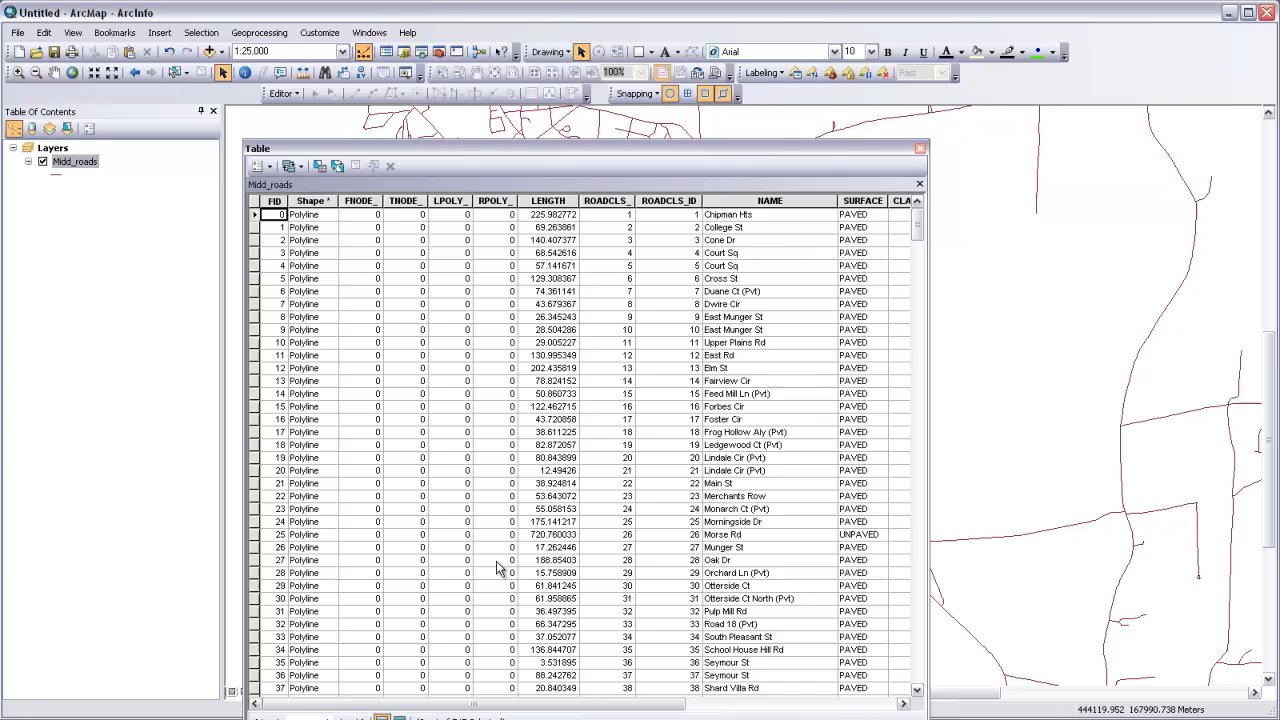 Untitled - ArcMap - ArcInfo
File Edit View Bookmarks Insert Selection Geoprocessing Customize Windows Help
1:25,000 Drawing Arial 10 B I U A
100% Labeling Fast
Editor Snapping
Table Of Contents
Layers
Midd_roads
Table
Midd_roads
FID Shape * FNODE_ TNODE_ LPOLY_ RPOLY_ LENGTH ROADCLS_ ROADCLS_ID NAME SURFACE CLA
0 Polyline 0 0 0 0 225.982772 1 1 Chipman Hts PAVED
1 Polyline 0 0 0 0 69.263861 2 2 College St PAVED
2 Polyline 0 0 0 0 140.407377 3 3 Cone Dr PAVED
3 Polyline 0 0 0 0 68.542616 4 4 Court Sq PAVED
4 Polyline 0 0 0 0 57.141671 5 5 Court Sq PAVED
5 Polyline 0 0 0 0 129.308367 6 6 Cross St PAVED
6 Polyline 0 0 0 0 74.361141 7 7 Duane Ct (Pvt) PAVED
7 Polyline 0 0 0 0 43.679367 8 8 Dwire Cir PAVED
8 Polyline 0 0 0 0 26.345243 9 9 East Munger St PAVED
9 Polyline 0 0 0 0 28.504286 10 10 East Munger St PAVED
10 Polyline 0 0 0 0 29.005227 11 11 Upper Plains Rd PAVED
11 Polyline 0 0 0 0 130.995349 12 12 East Rd PAVED
12 Polyline 0 0 0 0 202.435819 13 13 Elm St PAVED
13 Polyline 0 0 0 0 78.824152 14 14 Fairview Cir PAVED
14 Polyline 0 0 0 0 50.860733 15 15 Feed Mill Ln (Pvt) PAVED
15 Polyline 0 0 0 0 122.462715 16 16 Forbes Cir PAVED
16 Polyline 0 0 0 0 43.720858 17 17 Foster Cir PAVED
17 Polyline 0 0 0 0 38.611225 18 18 Frog Hollow Aly (Pvt) PAVED
18 Polyline 0 0 0 0 82.872057 19 19 Ledgewood Ct (Pvt) PAVED
19 Polyline 0 0 0 0 80.843899 20 20 Lindale Cir (Pvt) PAVED
20 Polyline 0 0 0 0 12.49426 21 21 Lindale Cir (Pvt) PAVED
21 Polyline 0 0 0 0 38.924814 22 22 Main St PAVED
22 Polyline 0 0 0 0 53.643072 23 23 Merchants Row PAVED
23 Polyline 0 0 0 0 55.058153 24 24 Monarch Ct (Pvt) PAVED
24 Polyline 0 0 0 0 175.141217 25 25 Morningside Dr PAVED
25 Polyline 0 0 0 0 720.760033 26 26 Morse Rd UNPAVED
26 Polyline 0 0 0 0 17.262446 27 27 Munger St PAVED
27 Polyline 0 0 0 0 188.85403 28 28 Oak Dr PAVED
28 Polyline 0 0 0 0 15.758909 29 29 Orchard Ln (Pvt) PAVED
29 Polyline 0 0 0 0 61.841245 30 30 Otterside Ct PAVED
30 Polyline 0 0 0 0 61.958865 31 31 Otterside Ct North (Pvt) PAVED
31 Polyline 0 0 0 0 36.497395 32 32 Pulp Mill Rd PAVED
32 Polyline 0 0 0 0 66.347295 33 33 Road 18 (Pvt) PAVED
33 Polyline 0 0 0 0 37.052077 34 34 South Pleasant St PAVED
34 Polyline 0 0 0 0 136.844707 35 35 School House Hill Rd PAVED
35 Polyline 0 0 0 0 3.531895 36 36 Seymour St PAVED
36 Polyline 0 0 0 0 88.242762 37 37 Seymour St PAVED
37 Polyline 0 0 0 0 20.840349 38 38 Shard Villa Rd PAVED
444119.952 167990.738 Meters